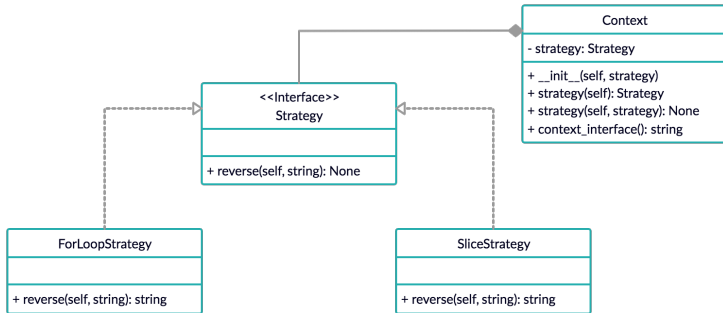 Context
- strategy: Strategy
+ __init__(self, strategy)
+ strategy(self): Strategy
+ strategy(self, strategy): None
+ context_interface(): string
<<Interface>>
Strategy
+ reverse(self, string): None
ForLoopStrategy
+ reverse(self, string): string
SliceStrategy
+ reverse(self, string): string